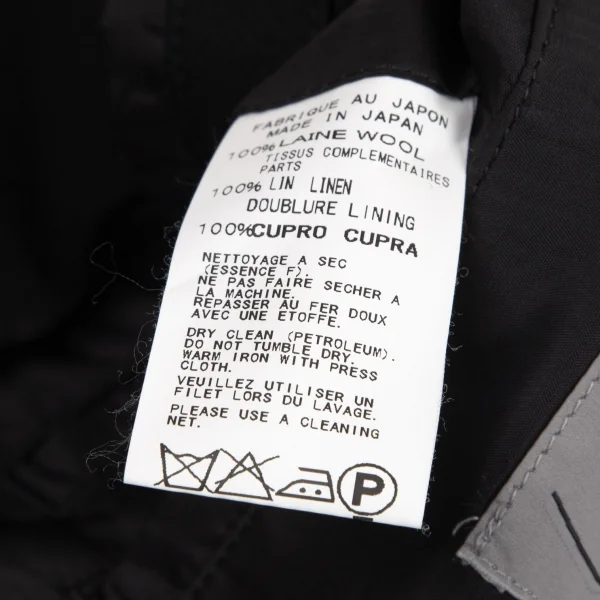 FABRIQUE AU JAPON
MADE IN JAPAN
100% LAINE WOOL
TISSUS COMPLEMENTAIRES
PARTS
100% LIN LINEN
DOUBLURE LINING
100% CUPRO CUPRA
NETTOYAGE A SEC
(ESSENCE F).
NE PAS FAIRE SECHER A
LA MACHINE.
REPASSER AU FER DOUX
AVEC UNE ETOFFE.
DRY CLEAN (PETROLEUM).
DO NOT TUMBLE DRY.
WARM IRON WITH PRESS
CLOTH.
VEUILLEZ UTILISER UN
FILET LORS DU LAVAGE.
PLEASE USE A CLEANING
NET.
P